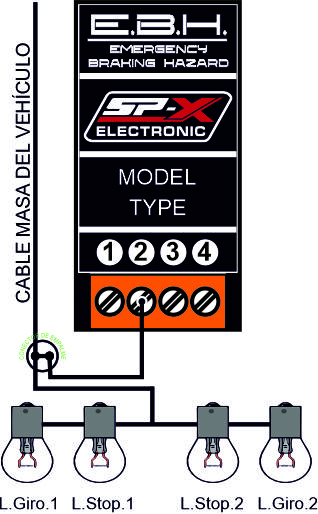 E.B.H.
EMERGENCY
BRAKING HAZARD
SP-X
ELECTRONIC
MODEL
TYPE
1 2 3 4
CABLE MASA DEL VEHÍCULO
L.Giro.1 L.Stop.1 L.Stop.2 L.Giro.2